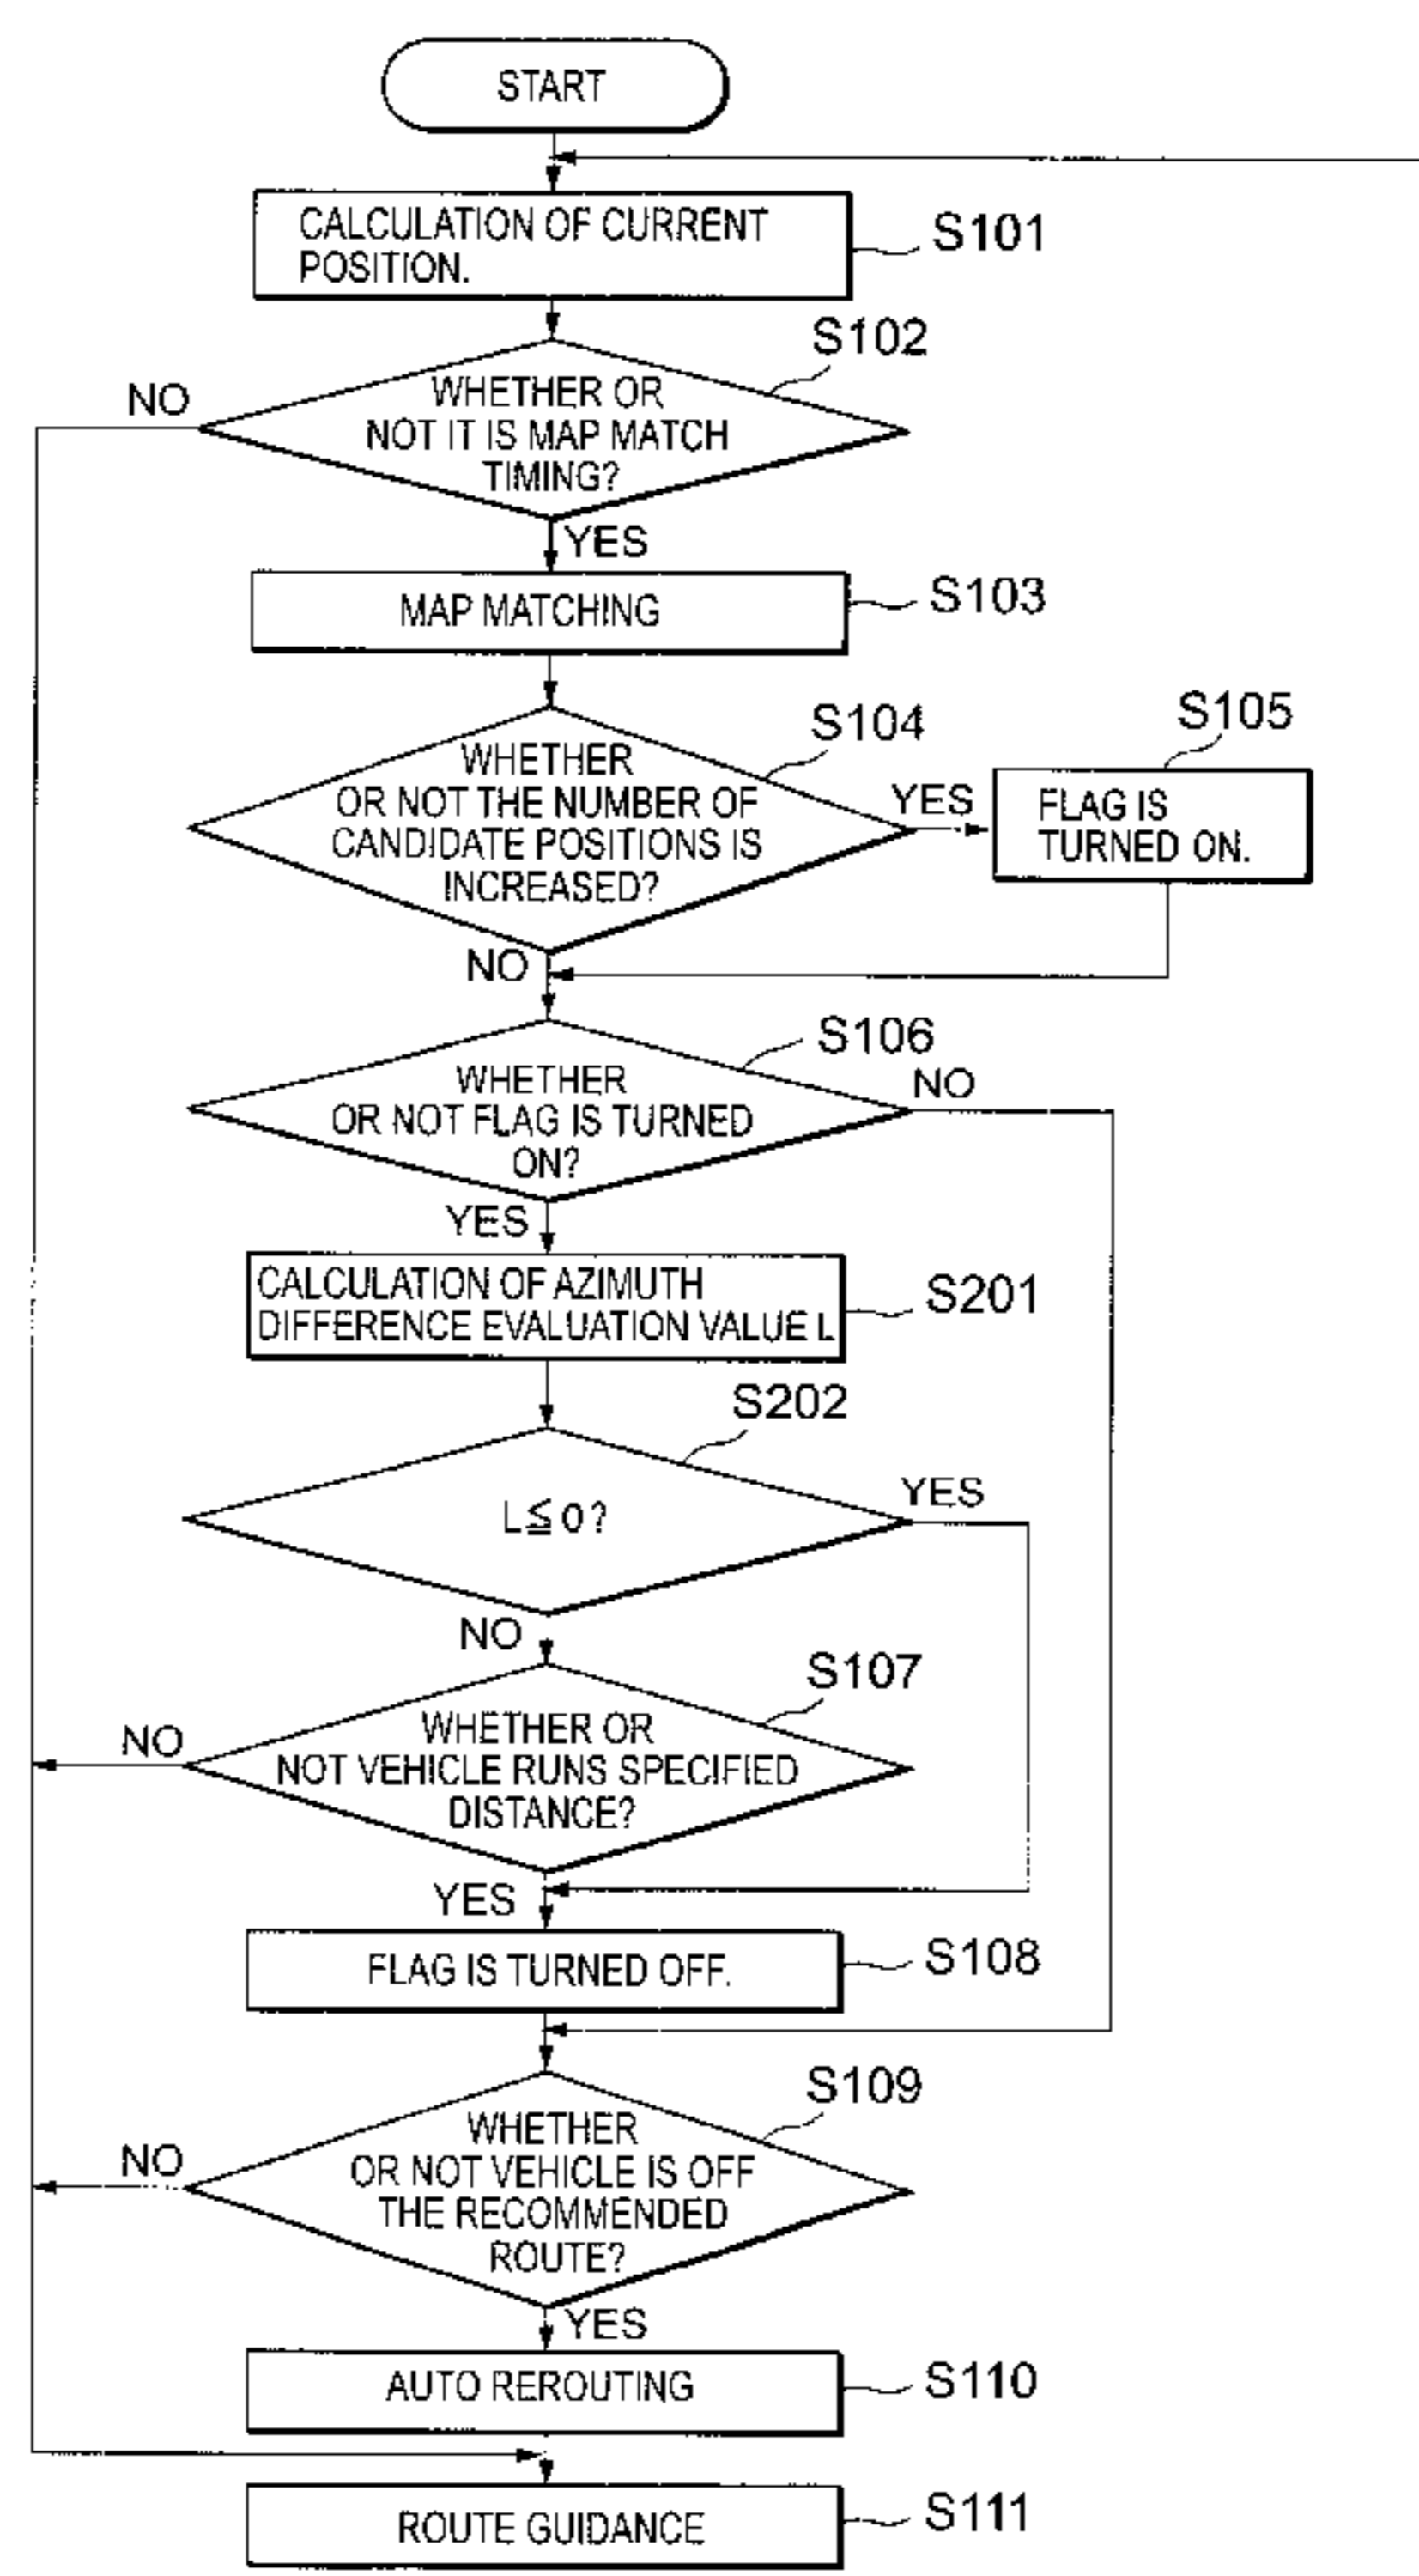 START
CALCULATION OF CURRENT
POSITION.
S101
S102
NO
WHETHER OR
NOT IT IS MAP MATCH
TIMING?
YES
MAP MATCHING
S103
S104
S105
WHETHER
OR NOT THE NUMBER OF
CANDIDATE POSITIONS IS
INCREASED?
YES
FLAG IS
TURNED ON.
NO
S106
WHETHER
OR NOT FLAG IS TURNED
ON?
NO
YES
CALCULATION OF AZIMUTH
DIFFERENCE EVALUATION VALUE L
S201
S202
L≦0?
YES
NO
S107
NO
WHETHER OR
NOT VEHICLE RUNS SPECIFIED
DISTANCE?
YES
FLAG IS TURNED OFF.
S108
S109
NO
WHETHER
OR NOT VEHICLE IS OFF
THE RECOMMENDED
ROUTE?
YES
AUTO REROUTING
S110
ROUTE GUIDANCE
S111